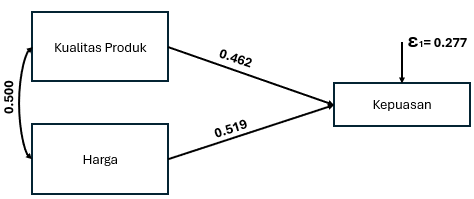 Kualitas Produk
0.462
ε₁= 0.277
0.500
Kepuasan
0.519
Harga